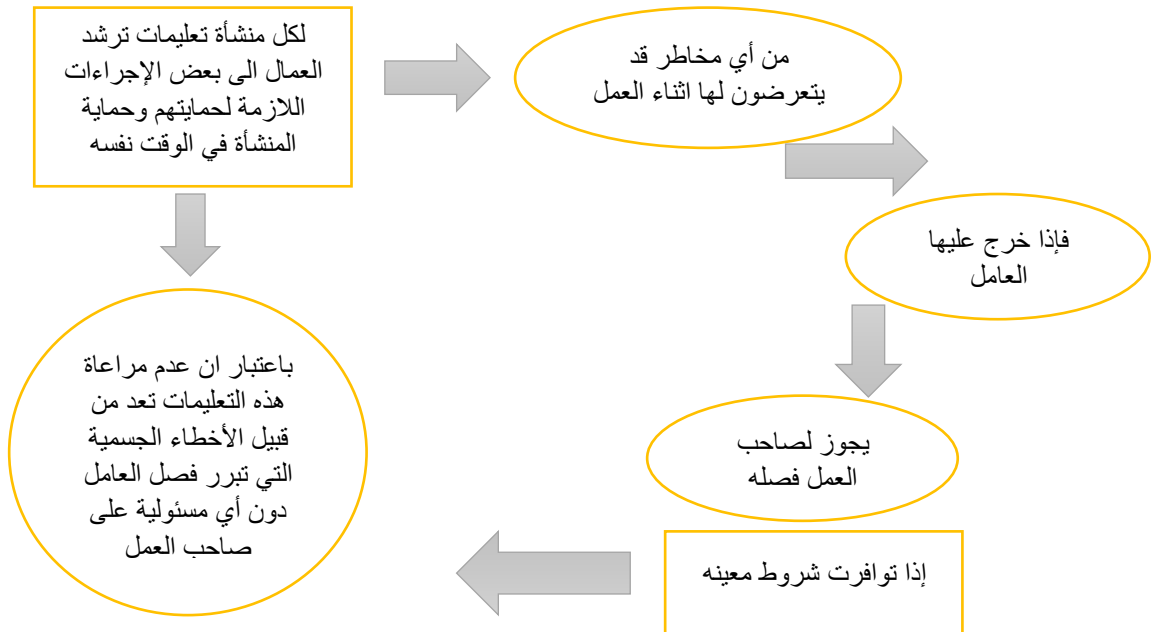 لكل منشأة تعليمات ترشد
العمال الى بعض الإجراءات
اللازمة لحمايتهم وحماية
المنشأة في الوقت نفسه
من أي مخاطر قد
يتعرضون لها اثناء العمل
فإذا خرج عليها
العامل
يجوز لصاحب
العمل فصله
إذا توافرت شروط معينه
باعتبار ان عدم مراعاة
هذه التعليمات تعد من
قبيل الأخطاء الجسمية
التي تبرر فصل العامل
دون أي مسئولية على
صاحب العمل